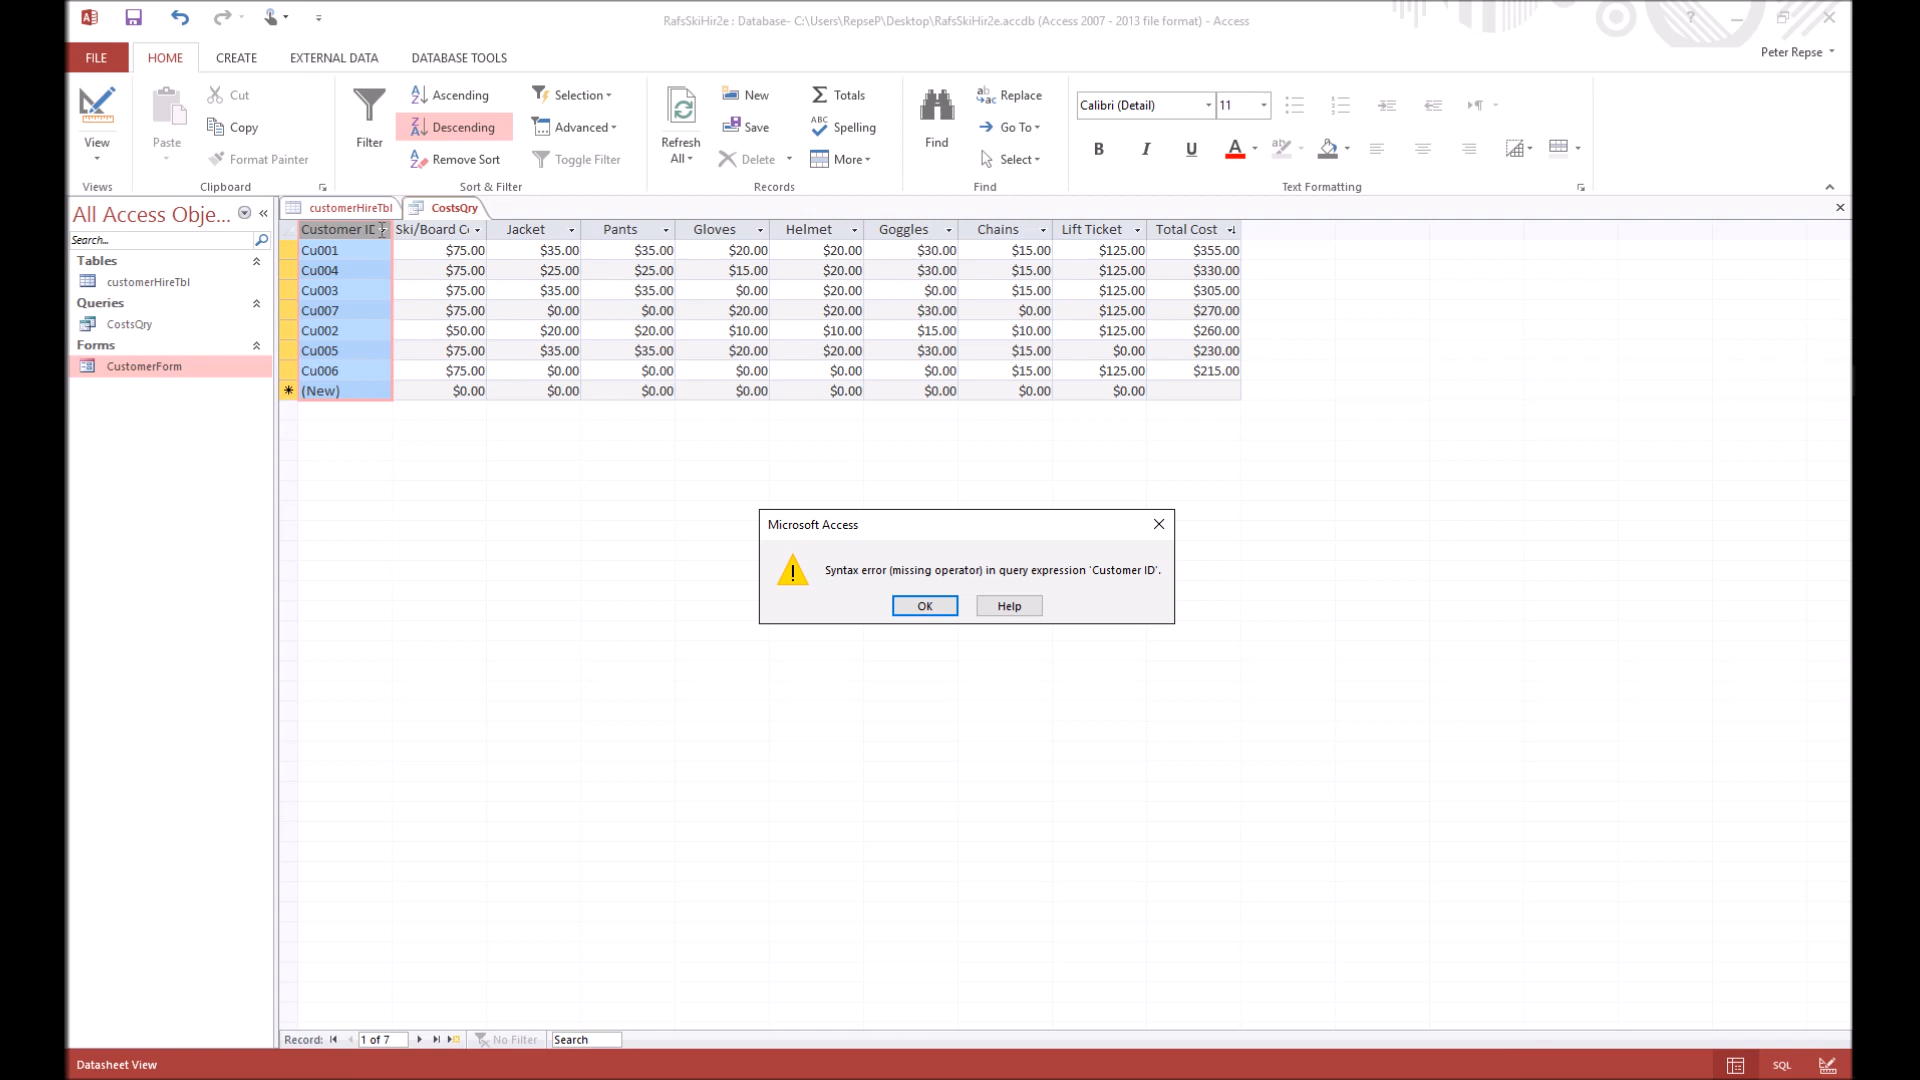 RafsSkiHir2e : Database- C:\Users\RepseP\Desktop\RafsSkiHir2e.accdb (Access 2007 - 2013 file format) - Access
?
FILE HOME CREATE EXTERNAL DATA DATABASE TOOLS
Peter Repse
View
Views
Paste
Cut
Copy
Format Painter
Clipboard
Filter
Ascending
Descending
Remove Sort
Selection
Advanced
Toggle Filter
Sort & Filter
Refresh
All
New
Save
Delete
Totals
Spelling
More
Records
Find
Replace
Go To
Select
Find
Calibri (Detail) 11
B I U A
Text Formatting
All Access Obje...
Search...
Tables
customerHireTbl
Queries
CostsQry
Forms
CustomerForm
customerHireTbl CostsQry
Customer ID Ski/Board Co Jacket Pants Gloves Helmet Goggles Chains Lift Ticket Total Cost
Cu001 $75.00 $35.00 $35.00 $20.00 $20.00 $30.00 $15.00 $125.00 $355.00
Cu004 $75.00 $25.00 $25.00 $15.00 $20.00 $30.00 $15.00 $125.00 $330.00
Cu003 $75.00 $35.00 $35.00 $0.00 $20.00 $0.00 $15.00 $125.00 $305.00
Cu007 $75.00 $0.00 $0.00 $20.00 $20.00 $30.00 $0.00 $125.00 $270.00
Cu002 $50.00 $20.00 $20.00 $10.00 $10.00 $15.00 $10.00 $125.00 $260.00
Cu005 $75.00 $35.00 $35.00 $20.00 $20.00 $30.00 $15.00 $0.00 $230.00
Cu006 $75.00 $0.00 $0.00 $0.00 $0.00 $0.00 $15.00 $125.00 $215.00
(New) $0.00 $0.00 $0.00 $0.00 $0.00 $0.00 $0.00 $0.00
Microsoft Access
Syntax error (missing operator) in query expression 'Customer ID'.
OK Help
Record: 1 of 7 No Filter Search
Datasheet View
SQL